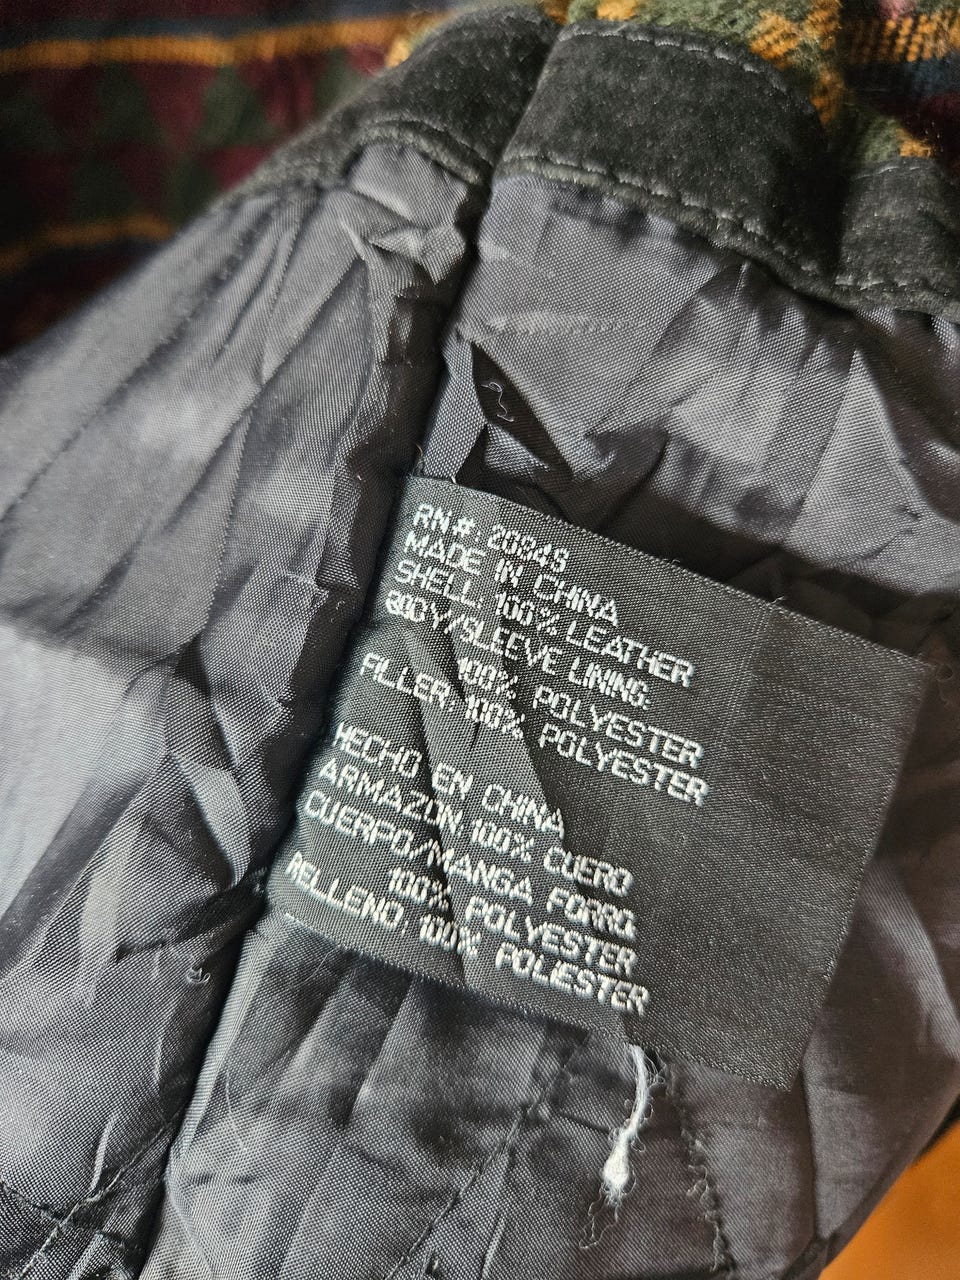 RN#: 20949
MADE IN CHINA
SHELL: 100% LEATHER
BODY/SLEEVE LINING:
100% POLYESTER
FILLER: 100% POLYESTER
HECHO EN CHINA
ARMAZON: 100% CUERO
CUERPO/MANGA FORRO:
100% POLYESTER
RELLENO: 100% POLIESTER